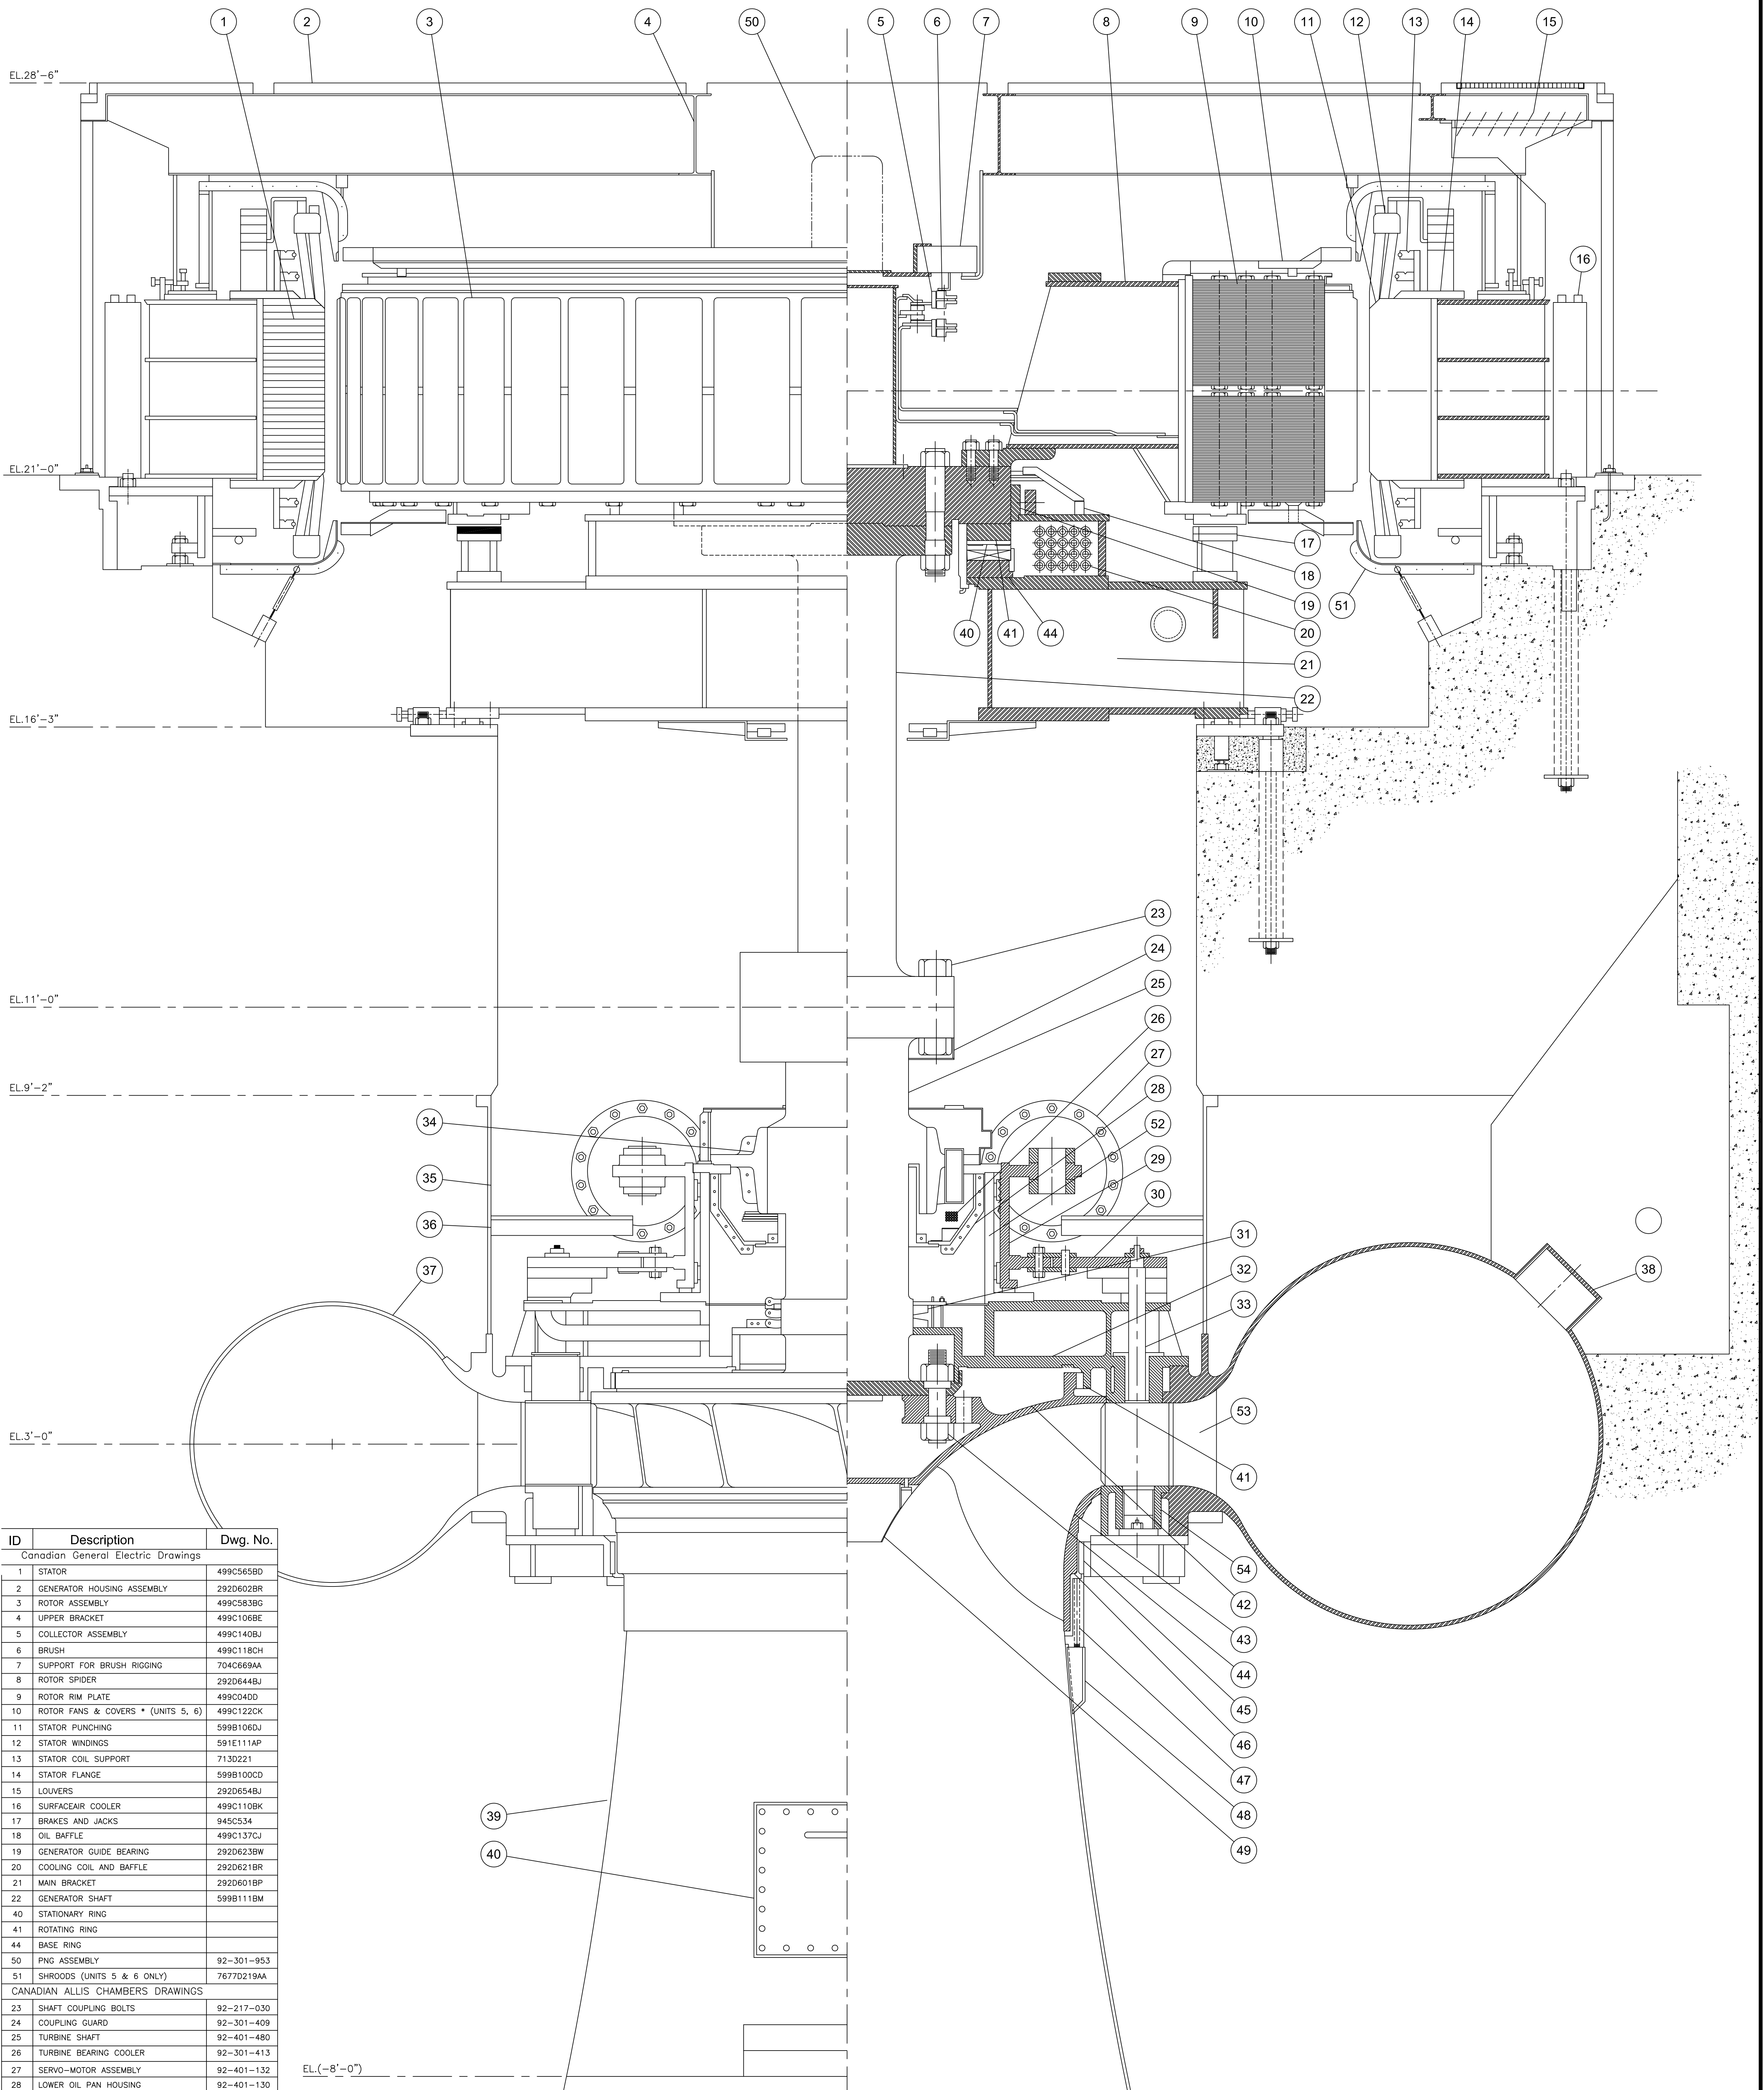 1 2 3 4 50 5 6 7 8 9 10 11 12 13 14 15
EL.28'-6"
16
EL.21'-0"
17
18
19
51
40 41 44
20
21
22
EL.16'-3"
23
24
EL.11'-0"
25
26
27
EL.9'-2"
28
34
52
29
35
30
36
31
37
32
38
33
53
EL.3'-0"
41
54
42
43
44
45
46
47
39
48
49
40
EL.(-8'-0")
ID Description Dwg. No.
Canadian General Electric Drawings
1 STATOR 499C565BD
2 GENERATOR HOUSING ASSEMBLY 292D602BR
3 ROTOR ASSEMBLY 499C583BG
4 UPPER BRACKET 499C106BE
5 COLLECTOR ASSEMBLY 499C140BJ
6 BRUSH 499C118CH
7 SUPPORT FOR BRUSH RIGGING 704C669AA
8 ROTOR SPIDER 292D644BJ
9 ROTOR RIM PLATE 499C04DD
10 ROTOR FANS & COVERS * (UNITS 5, 6) 499C122CK
11 STATOR PUNCHING 599B106DJ
12 STATOR WINDINGS 591E111AP
13 STATOR COIL SUPPORT 713D221
14 STATOR FLANGE 599B100CD
15 LOUVERS 292D654BJ
16 SURFACEAIR COOLER 499C110BK
17 BRAKES AND JACKS 945C534
18 OIL BAFFLE 499C137CJ
19 GENERATOR GUIDE BEARING 292D623BW
20 COOLING COIL AND BAFFLE 292D621BR
21 MAIN BRACKET 292D601BP
22 GENERATOR SHAFT 599B111BM
40 STATIONARY RING
41 ROTATING RING
44 BASE RING
50 PNG ASSEMBLY 92-301-953
51 SHROODS (UNITS 5 & 6 ONLY) 7677D219AA
CANADIAN ALLIS CHAMBERS DRAWINGS
23 SHAFT COUPLING BOLTS 92-217-030
24 COUPLING GUARD 92-301-409
25 TURBINE SHAFT 92-401-480
26 TURBINE BEARING COOLER 92-301-413
27 SERVO-MOTOR ASSEMBLY 92-401-132
28 LOWER OIL PAN HOUSING 92-401-130